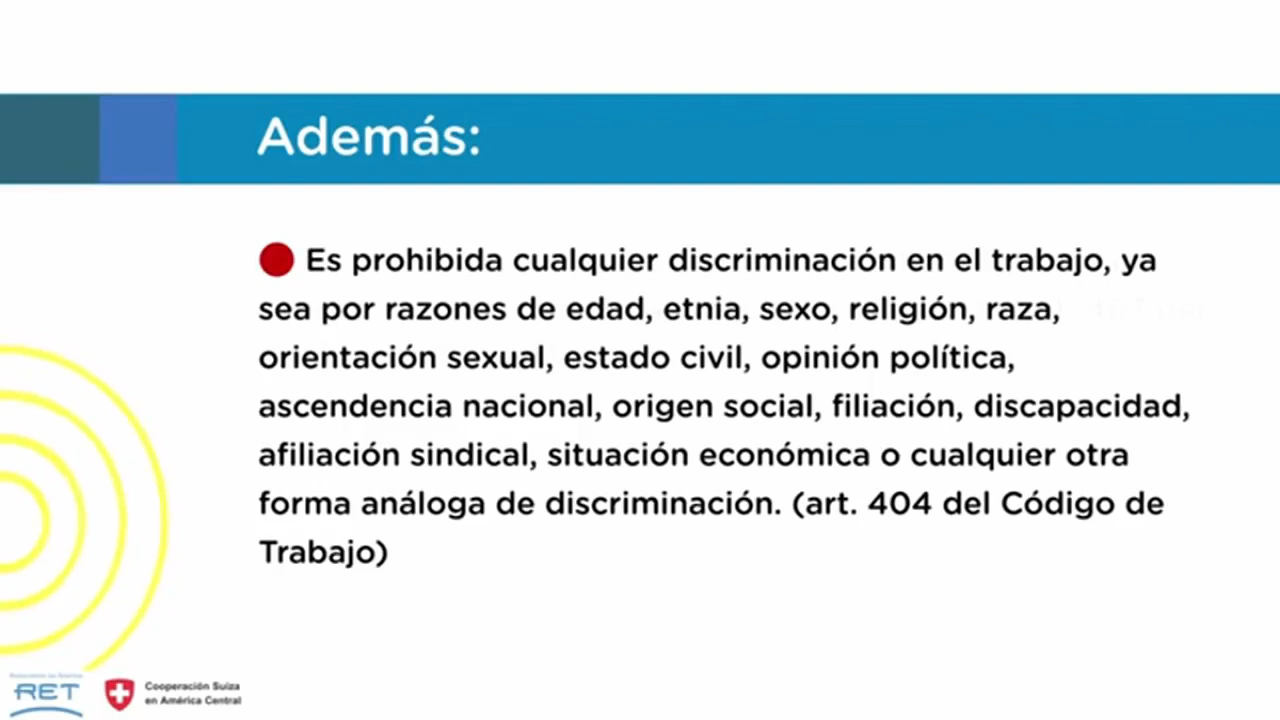 Además:
Es prohibida cualquier discriminación en el trabajo, ya
sea por razones de edad, etnia, sexo, religión, raza,
orientación sexual, estado civil, opinión política,
ascendencia nacional, origen social, filiación, discapacidad,
afiliación sindical, situación económica o cualquier otra
forma análoga de discriminación. (art. 404 del Código de
Trabajo)
RET
Cooperación Suiza
en América Central